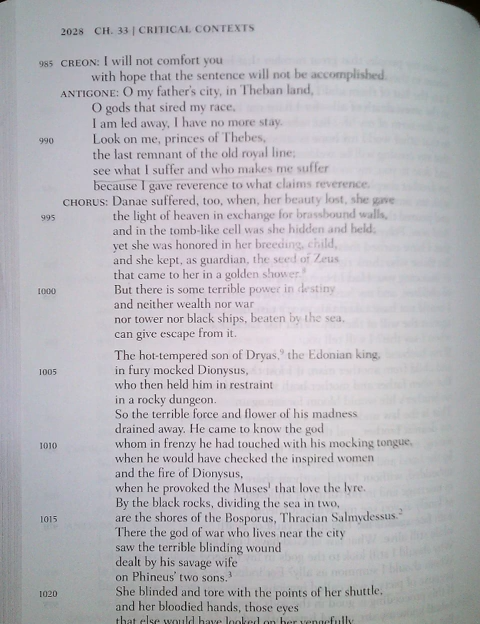 2028 CH. 33 | CRITICAL CONTEXTS
985 CREON: I will not comfort you
with hope that the sentence will not be accomplished.
ANTIGONE: O my father's city, in Theban land,
O gods that sired my race,
I am led away, I have no more stay.
990 Look on me, princes of Thebes,
the last remnant of the old royal line;
see what I suffer and who makes me suffer
because I gave reverence to what claims reverence.
CHORUS: Danae suffered, too, when, her beauty lost, she gave
995 the light of heaven in exchange for brassbound walls,
and in the tomb-like cell was she hidden and held;
yet she was honored in her breeding, child,
and she kept, as guardian, the seed of Zeus
that came to her in a golden shower.⁸
1000 But there is some terrible power in destiny
and neither wealth nor war
nor tower nor black ships, beaten by the sea,
can give escape from it.
The hot-tempered son of Dryas,⁹ the Edonian king,
1005 in fury mocked Dionysus,
who then held him in restraint
in a rocky dungeon.
So the terrible force and flower of his madness
drained away. He came to know the god
1010 whom in frenzy he had touched with his mocking tongue,
when he would have checked the inspired women
and the fire of Dionysus,
when he provoked the Muses¹ that love the lyre.
By the black rocks, dividing the sea in two,
1015 are the shores of the Bosporus, Thracian Salmydessus.²
There the god of war who lives near the city
saw the terrible blinding wound
dealt by his savage wife
on Phineus' two sons.³
1020 She blinded and tore with the points of her shuttle,
and her bloodied hands, those eyes
that else would have looked on her vengefully